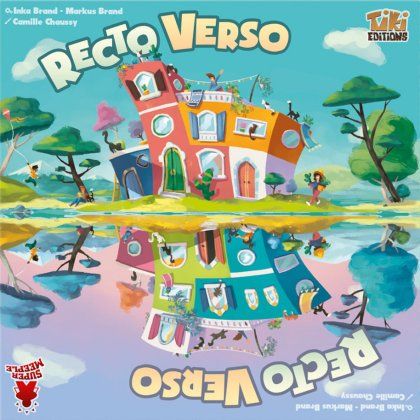 Inka Brand - Markus Brand
Camille Chaussy
Tiki
EDITIONS
RECTO VERSO
SUPER
MEEPLE
RECTO VERSO
Inka Brand - Markus Brand
Camille Chaussy